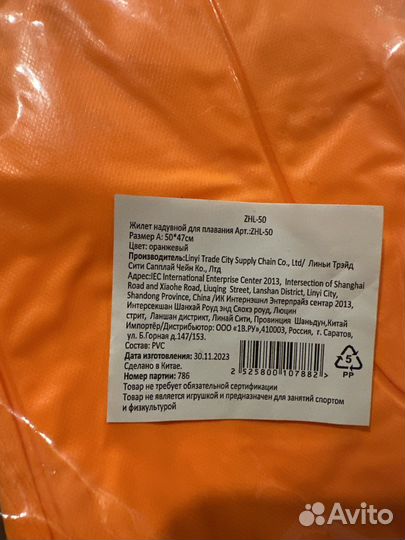 ZHL-50
Жилет надувной для плавания Арт.:ZHL-50
Размер А: 50*47см
Цвет: оранжевый
Производитель:Linyi Trade City Supply Chain Co., Ltd/ Линьи Трэйд
Сити Сапплай Чейн Ко., Лтд
Адрес:IEC International Enterprise Center 2013, Intersection of Shanghai
Road and Xiaohe Road, Liuqing Street, Lanshan District, Linyi City,
Shandong Province, China /ИК Интернэшнл Энтерпрайз сентар 2013,
Интерсекшан Шанхай Роуд энд Сяохэ роуд, Люцин
стрит, Ланшан дистрикт, Линай Сити, Провинция Шаньдун,Китай
Импортёр/Дистрибьютор: ООО «1В.РУ»,410003, Россия, г. Саратов,
ул. Б.Горная д.147/153.
Состав: PVC
Дата изготовления: 30.11.2023
Сделано в Китае.
Номер партии: 786
2 525800 107882 >
5
PP
Товар не требует обязательной сертификации
Товар не является игрушкой и предназначен для занятий спортом
и физкультурой
Avito